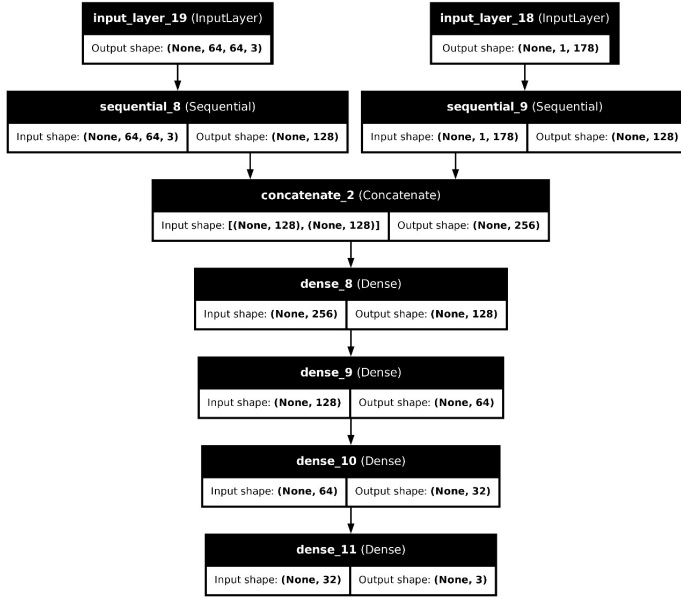 input_layer_19 (InputLayer)
Output shape: (None, 64, 64, 3)
input_layer_18 (InputLayer)
Output shape: (None, 1, 178)
sequential_8 (Sequential)
Input shape: (None, 64, 64, 3) Output shape: (None, 128)
sequential_9 (Sequential)
Input shape: (None, 1, 178) Output shape: (None, 128)
concatenate_2 (Concatenate)
Input shape: [(None, 128), (None, 128)] Output shape: (None, 256)
dense_8 (Dense)
Input shape: (None, 256) Output shape: (None, 128)
dense_9 (Dense)
Input shape: (None, 128) Output shape: (None, 64)
dense_10 (Dense)
Input shape: (None, 64) Output shape: (None, 32)
dense_11 (Dense)
Input shape: (None, 32) Output shape: (None, 3)